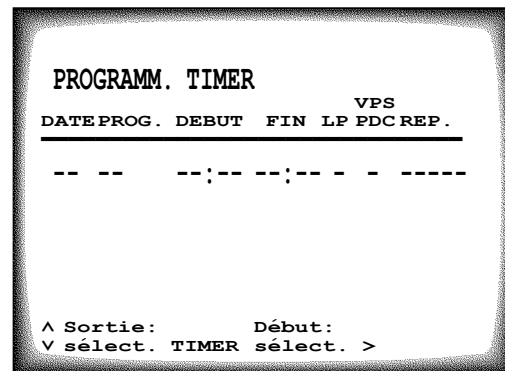 PROGRAMM. TIMER
VPS
DATE PROG. DEBUT FIN LP PDC REP.
-- -- --:-- --:-- - - -----
∧ Sortie: Début:
∨ sélect. TIMER sélect. >